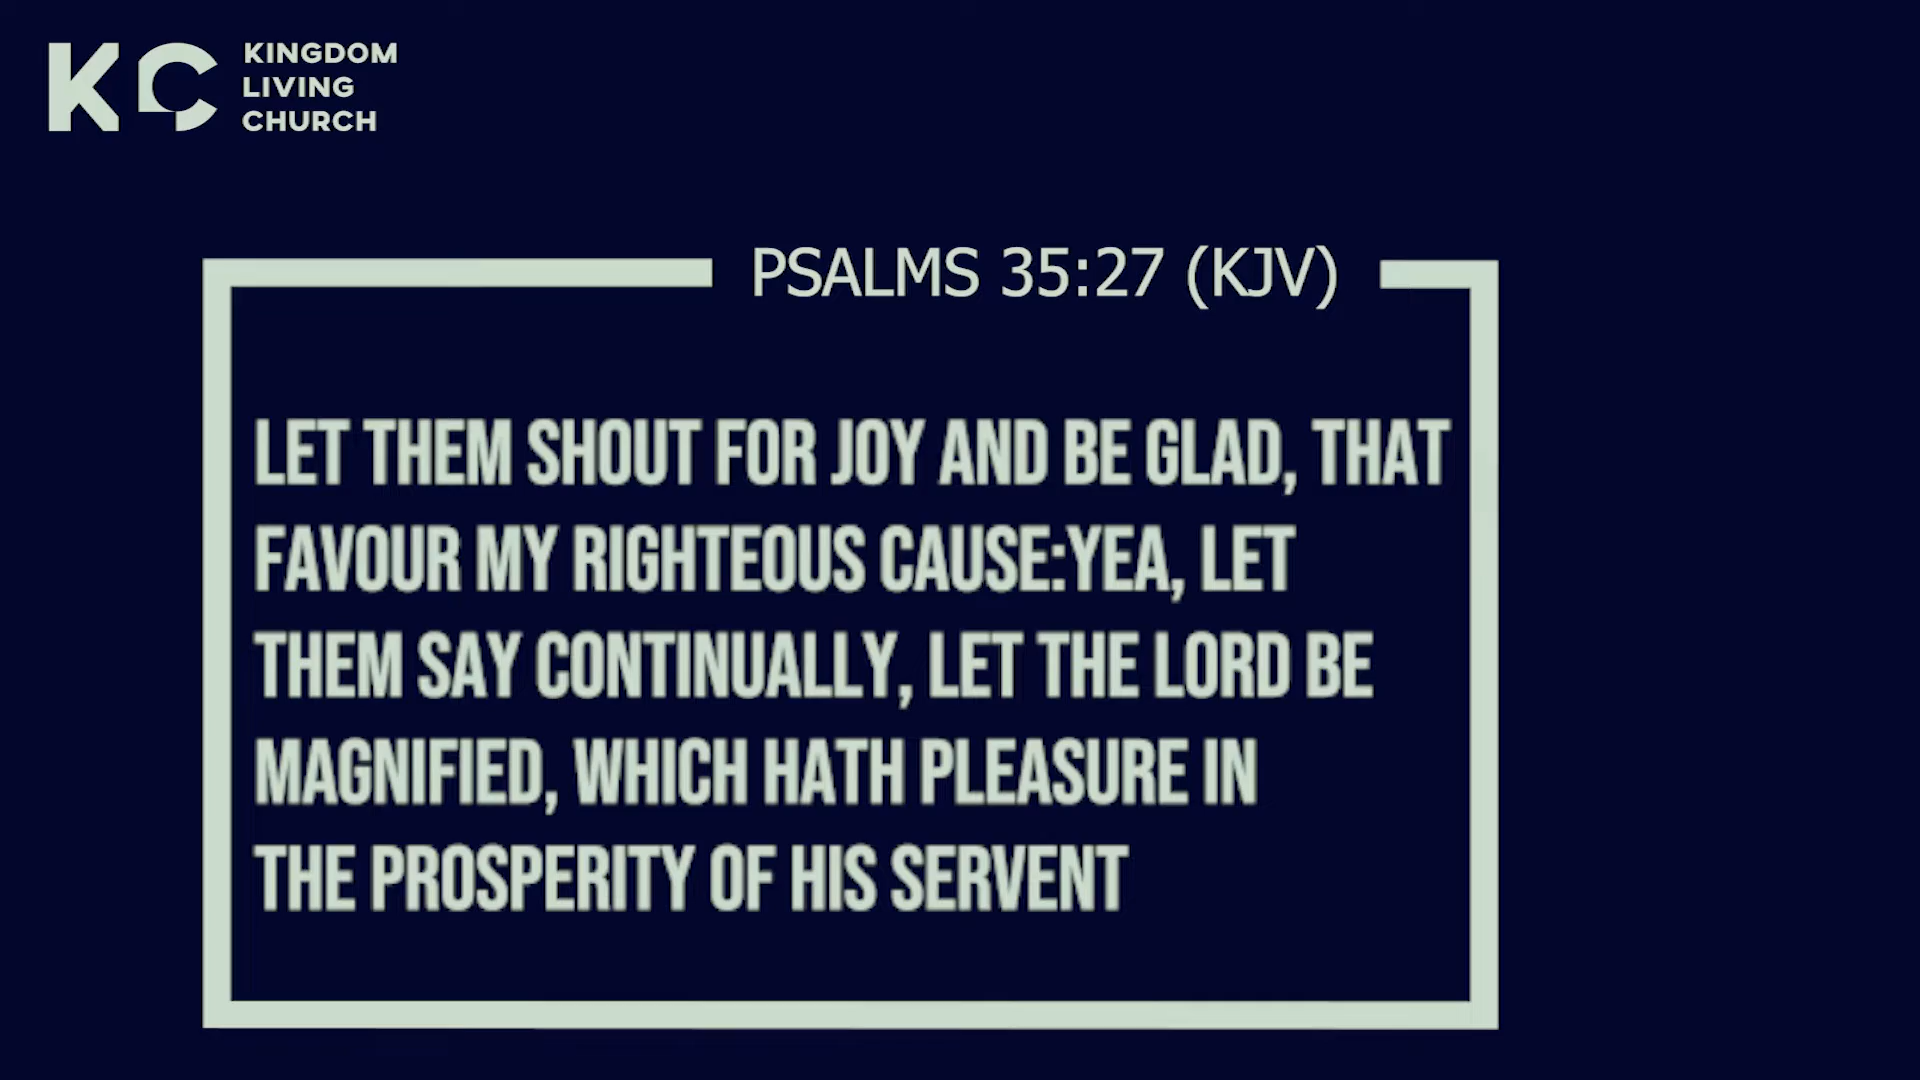 KC
KINGDOM
LIVING
CHURCH
PSALMS 35:27 (KJV)
LET THEM SHOUT FOR JOY AND BE GLAD, THAT
FAVOUR MY RIGHTEOUS CAUSE:YEA, LET
THEM SAY CONTINUALLY, LET THE LORD BE
MAGNIFIED, WHICH HATH PLEASURE IN
THE PROSPERITY OF HIS SERVENT